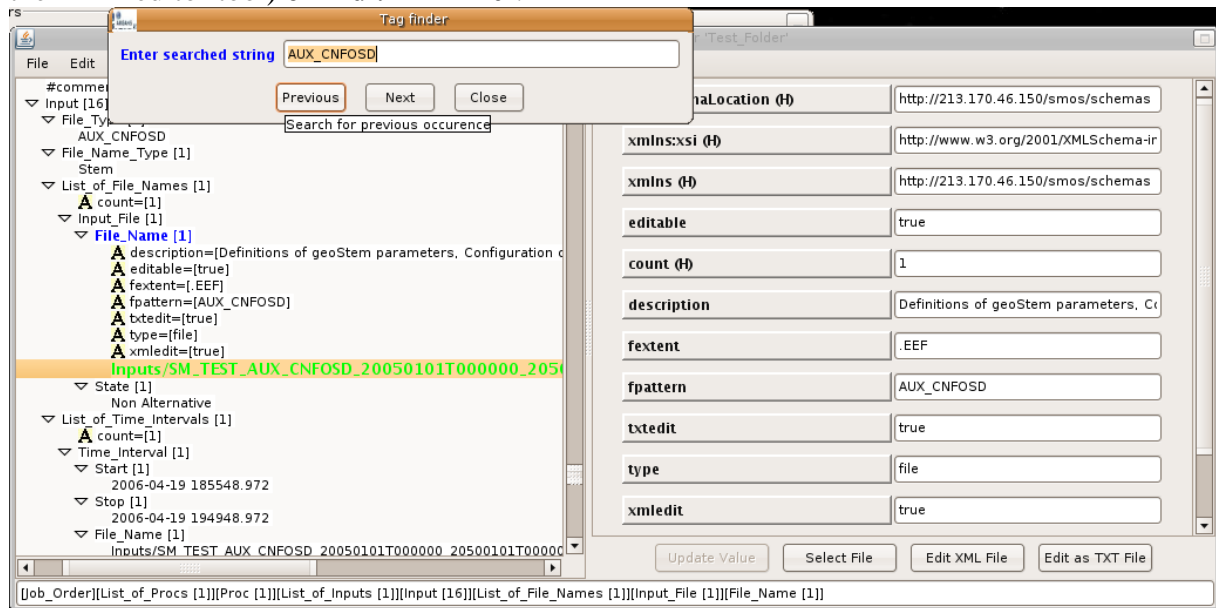 rs
Tag finder
Enter searched string AUX_CNFOSD
Previous Next Close
Search for previous occurence
'Test_Folder'
File Edit
#comme
Input [16]
File_Ty
AUX_CNFOSD
File_Name_Type [1]
Stem
List_of_File_Names [1]
A count=[1]
Input_File [1]
File_Name [1]
A description=[Definitions of geoStem parameters, Configuration
A editable=[true]
A fextent=[.EEF]
A fpattern=[AUX_CNFOSD]
A txtedit=[true]
A type=[file]
A xmledit=[true]
Inputs/SM_TEST_AUX_CNFOSD_20050101T000000_205
State [1]
Non Alternative
List_of_Time_Intervals [1]
A count=[1]
Time_Interval [1]
Start [1]
2006-04-19 185548.972
Stop [1]
2006-04-19 194948.972
File_Name [1]
Inputs/SM_TEST_AUX_CNFOSD_20050101T000000_20500101T00000
aLocation (H) http://213.170.46.150/smos/schemas
xmlns:xsi (H) http://www.w3.org/2001/XMLSchema-in
xmlns (H) http://213.170.46.150/smos/schemas
editable true
count (H) 1
description Definitions of geoStem parameters, Co
fextent .EEF
fpattern AUX_CNFOSD
txtedit true
type file
xmledit true
Update Value Select File Edit XML File Edit as TXT File
[Job_Order][List_of_Procs [1]][Proc [1]][List_of_Inputs [1]][Input [16]][List_of_File_Names [1]][Input_File [1]][File_Name [1]]